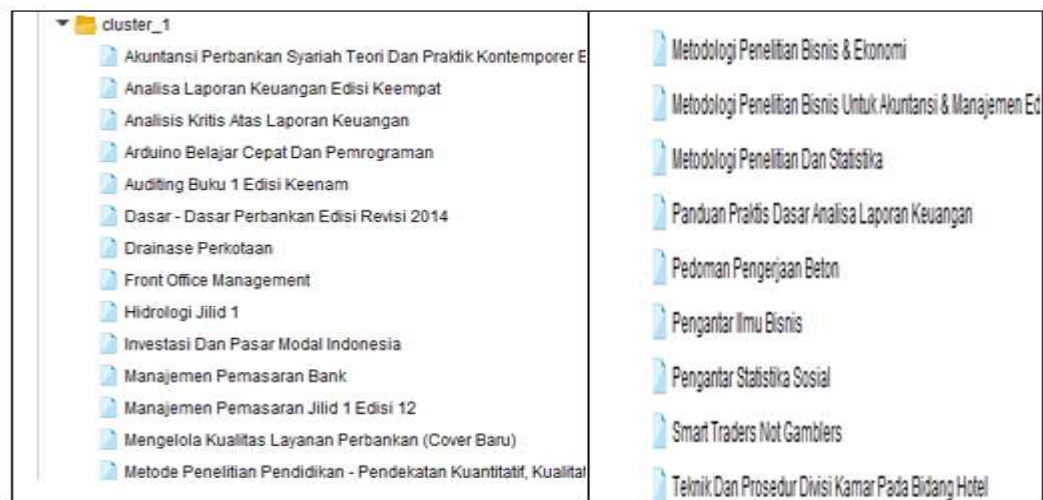 cluster_1
Akuntansi Perbankan Syariah Teori Dan Praktik Kontemporer E
Analisa Laporan Keuangan Edisi Keempat
Analisis Kritis Atas Laporan Keuangan
Arduino Belajar Cepat Dan Pemrograman
Auditing Buku 1 Edisi Keenam
Dasar - Dasar Perbankan Edisi Revisi 2014
Drainase Perkotaan
Front Office Management
Hidrologi Jilid 1
Investasi Dan Pasar Modal Indonesia
Manajemen Pemasaran Bank
Manajemen Pemasaran Jilid 1 Edisi 12
Mengelola Kualitas Layanan Perbankan (Cover Baru)
Metode Penelitian Pendidikan - Pendekatan Kuantitatif, Kualitat
Metodologi Penelitian Bisnis & Ekonomi
Metodologi Penelitian Bisnis Untuk Akuntansi & Manajemen Ed
Metodologi Penelitian Dan Statistika
Panduan Praktis Dasar Analisa Laporan Keuangan
Pedoman Pengerjaan Beton
Pengantar Ilmu Bisnis
Pengantar Statistika Sosial
Smart Traders Not Gamblers
Teknik Dan Prosedur Divisi Kamar Pada Bidang Hotel